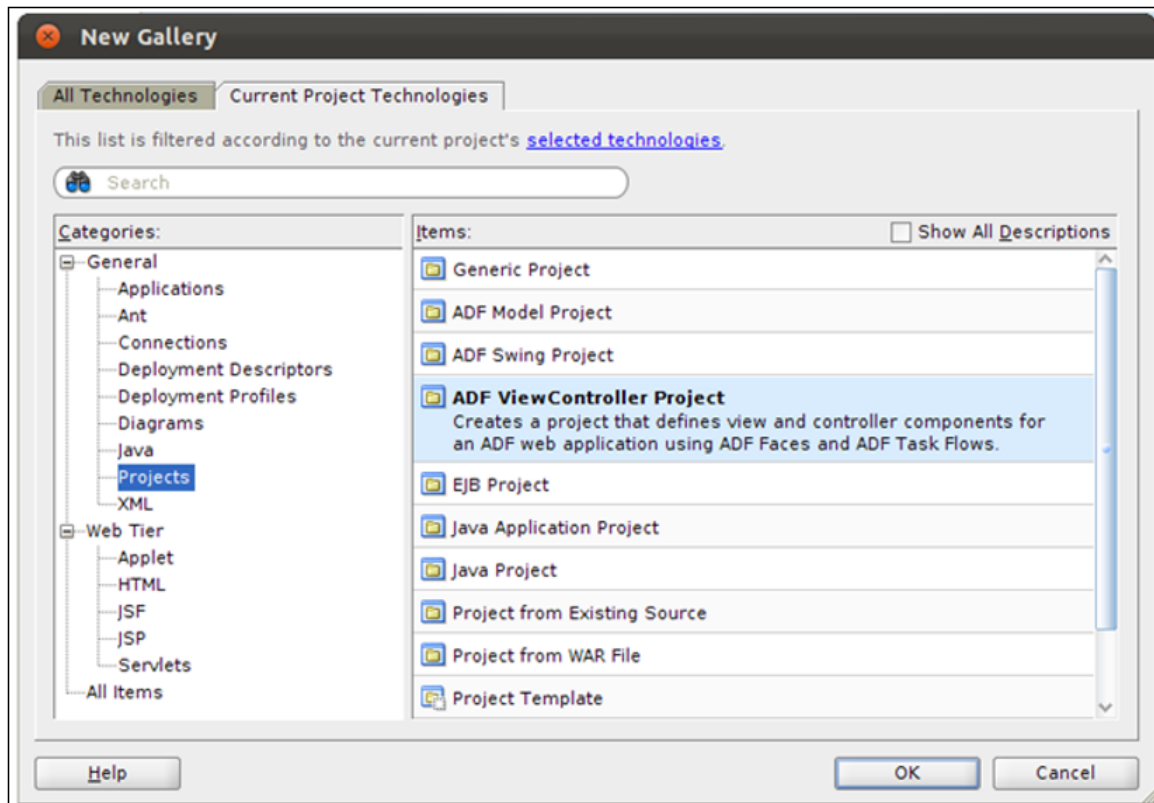 New Gallery
All Technologies
Current Project Technologies
This list is filtered according to the current project's selected technologies.
Search
Categories:
General
Applications
Ant
Connections
Deployment Descriptors
Deployment Profiles
Diagrams
Java
Projects
XML
Web Tier
Applet
HTML
JSF
JSP
Servlets
All Items
Items:
Show All Descriptions
Generic Project
ADF Model Project
ADF Swing Project
ADF ViewController Project
Creates a project that defines view and controller components for
an ADF web application using ADF Faces and ADF Task Flows.
EJB Project
Java Application Project
Java Project
Project from Existing Source
Project from WAR File
Project Template
Help
OK
Cancel